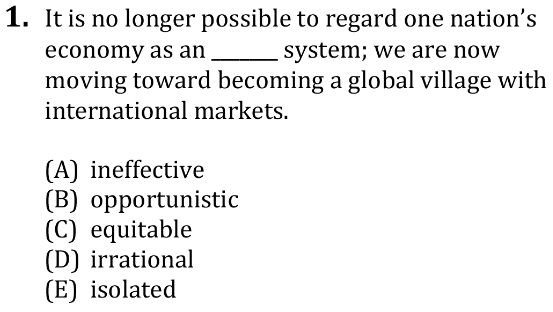 1. It is no longer possible to regard one nation’s
economy as an ______ system; we are now
moving toward becoming a global village with
international markets.
(A) ineffective
(B) opportunistic
(C) equitable
(D) irrational
(E) isolated